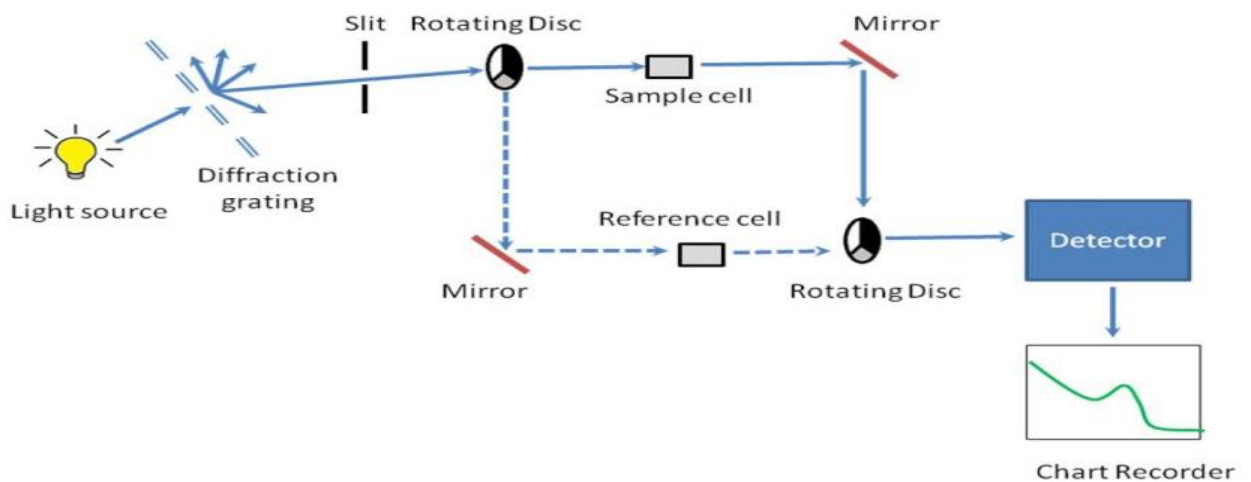 Slit
Rotating Disc
Mirror
Sample cell
Diffraction
grating
Light source
Reference cell
Detector
Mirror
Rotating Disc
Chart Recorder